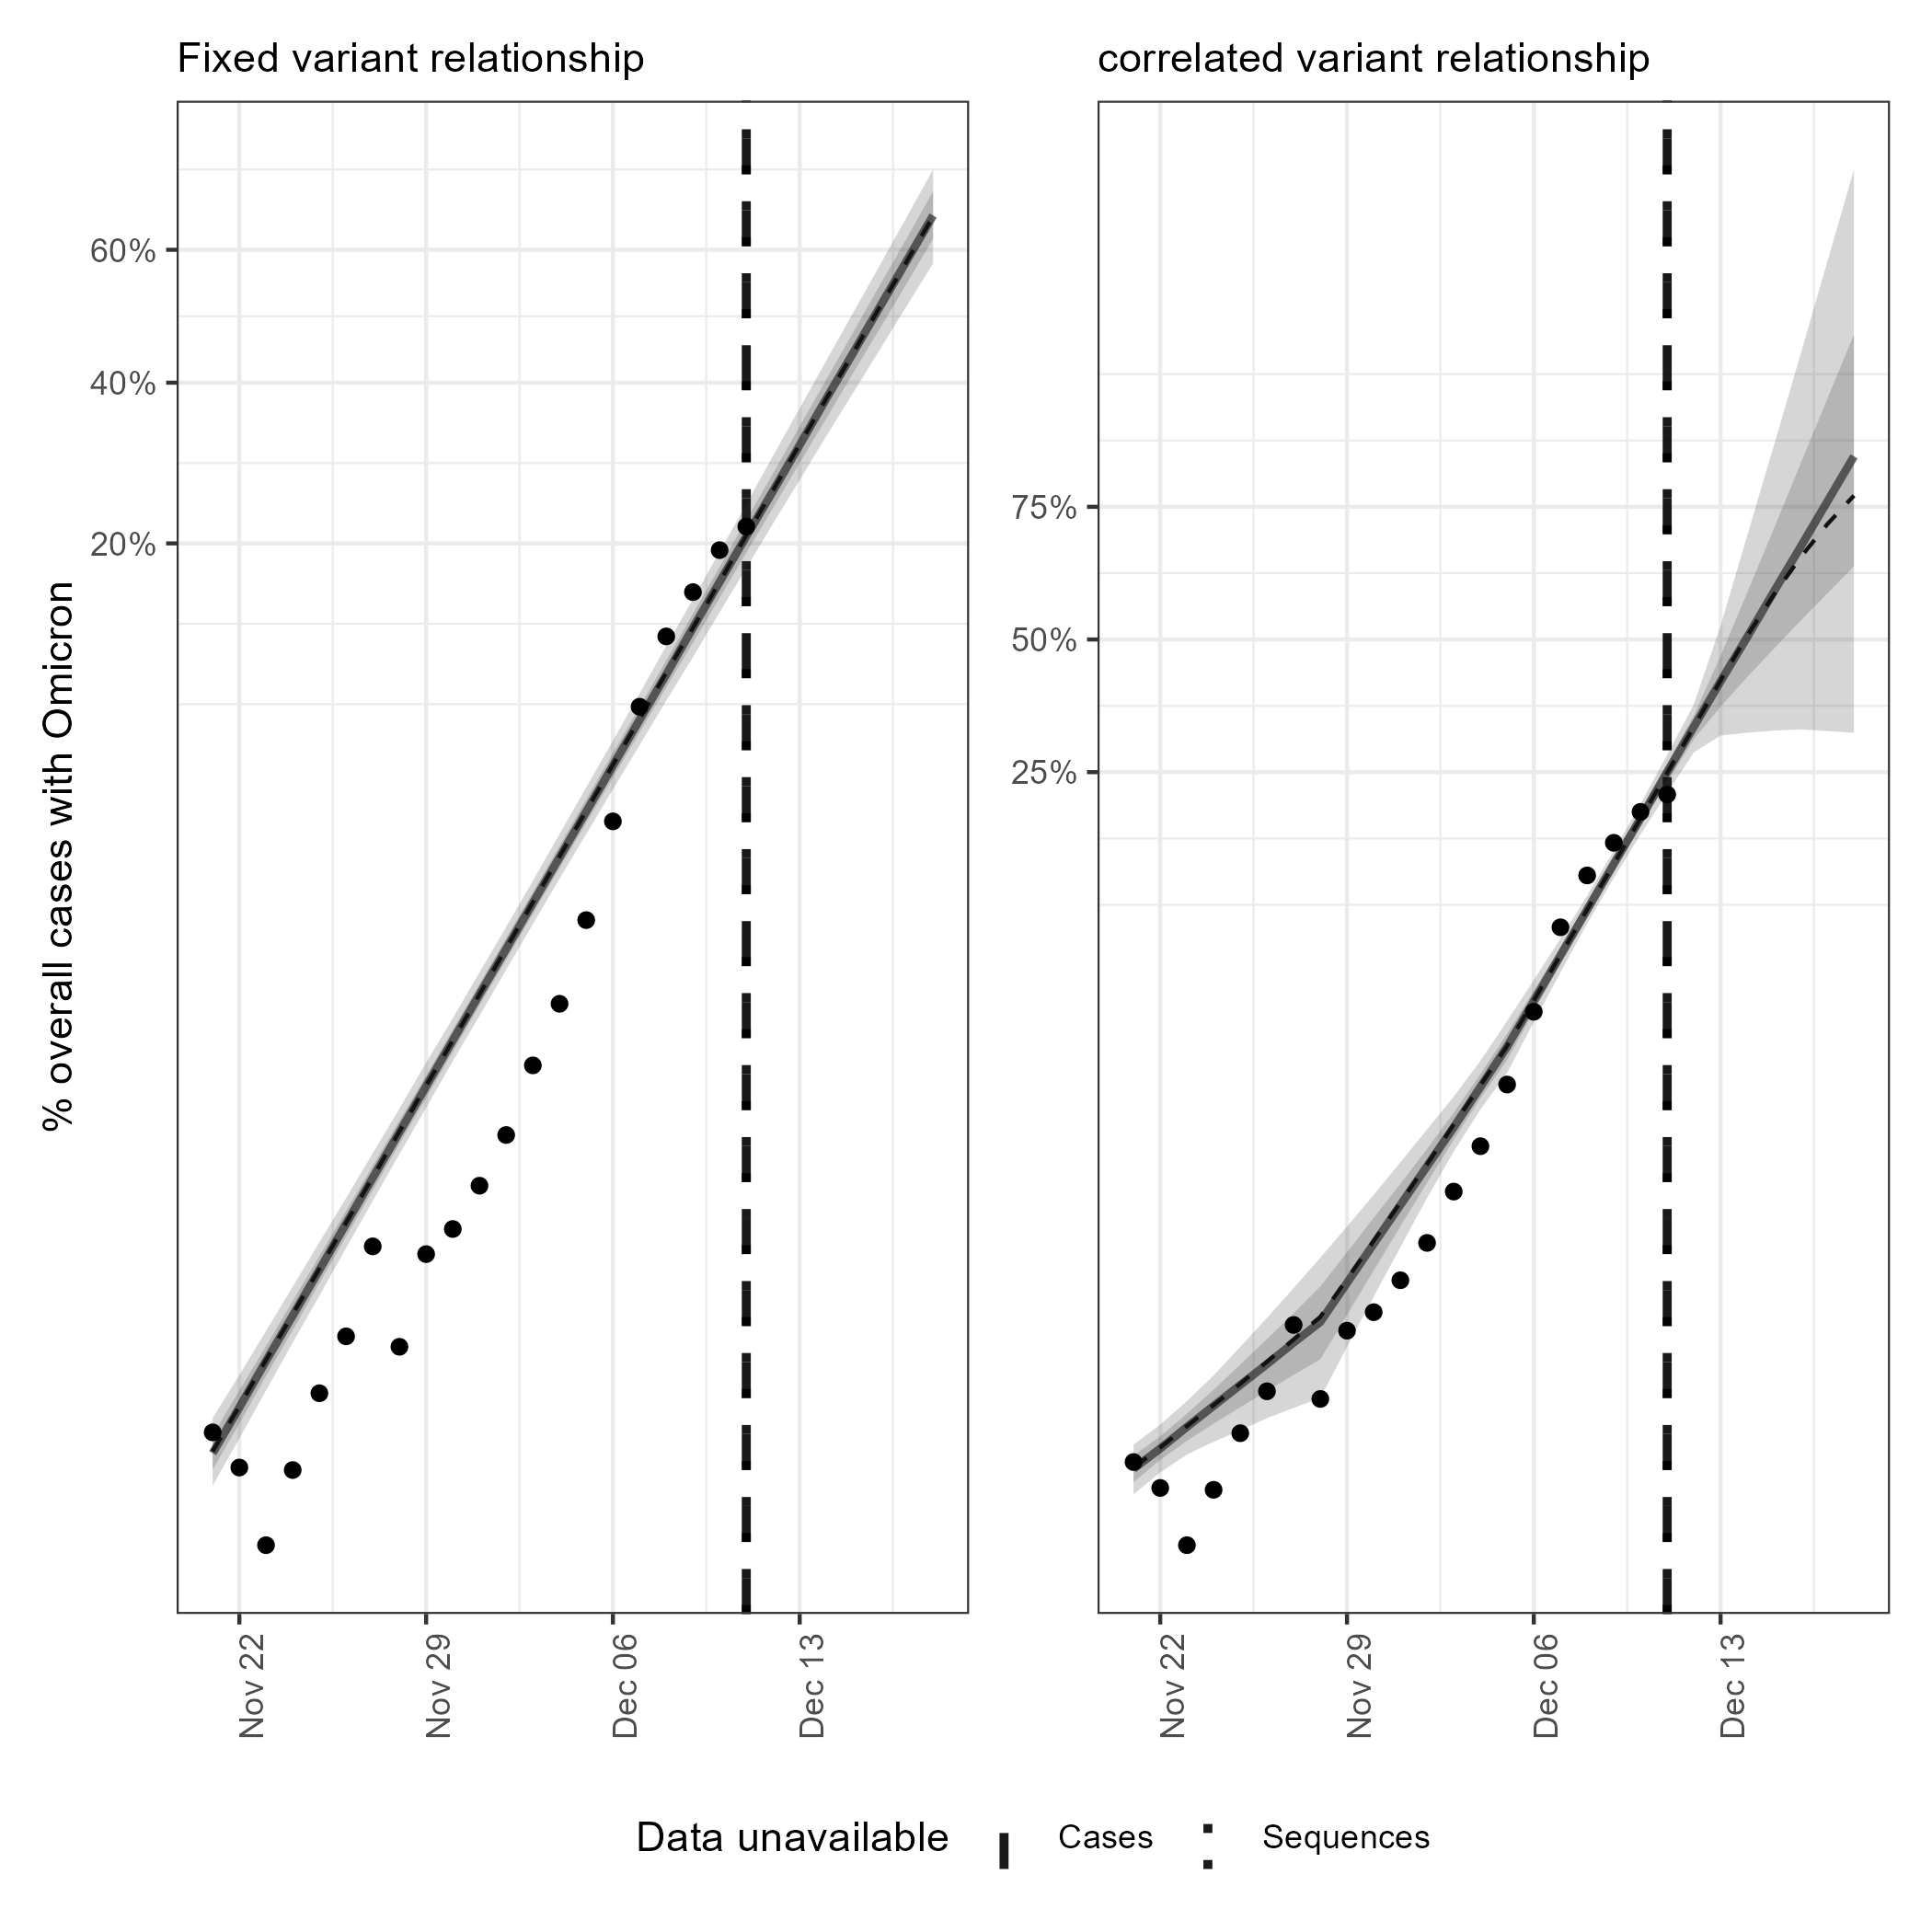 Fixed variant relationship
correlated variant relationship
% overall cases with Omicron
60%
40%
20%
75%
50%
25%
Nov 22
Nov 29
Dec 06
Dec 13
Nov 22
Nov 29
Dec 06
Dec 13
Data unavailable
Cases
Sequences